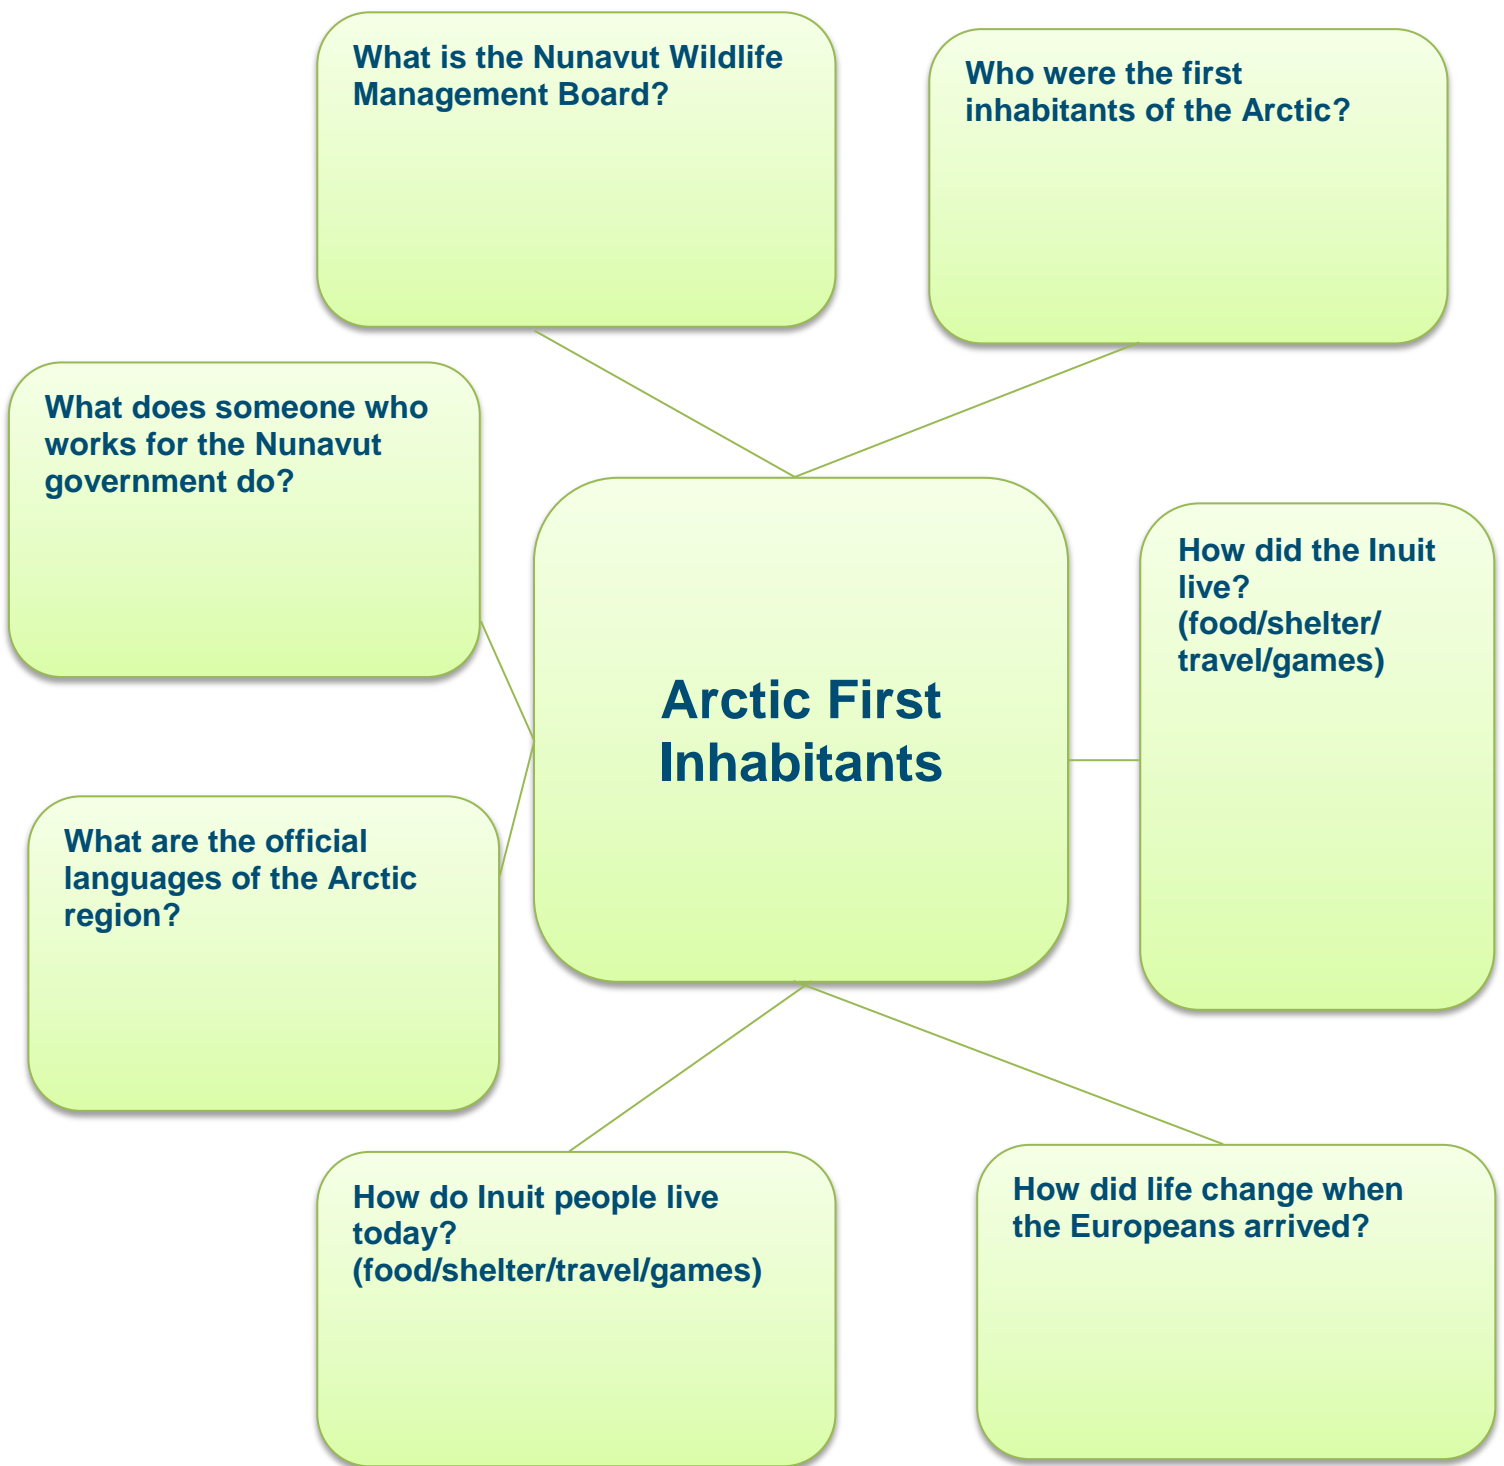 What is the Nunavut Wildlife
Management Board?
Who were the first
inhabitants of the Arctic?
What does someone who
works for the Nunavut
government do?
How did the Inuit
live?
(food/shelter/
travel/games)
Arctic First
Inhabitants
What are the official
languages of the Arctic
region?
How do Inuit people live
today?
(food/shelter/travel/games)
How did life change when
the Europeans arrived?